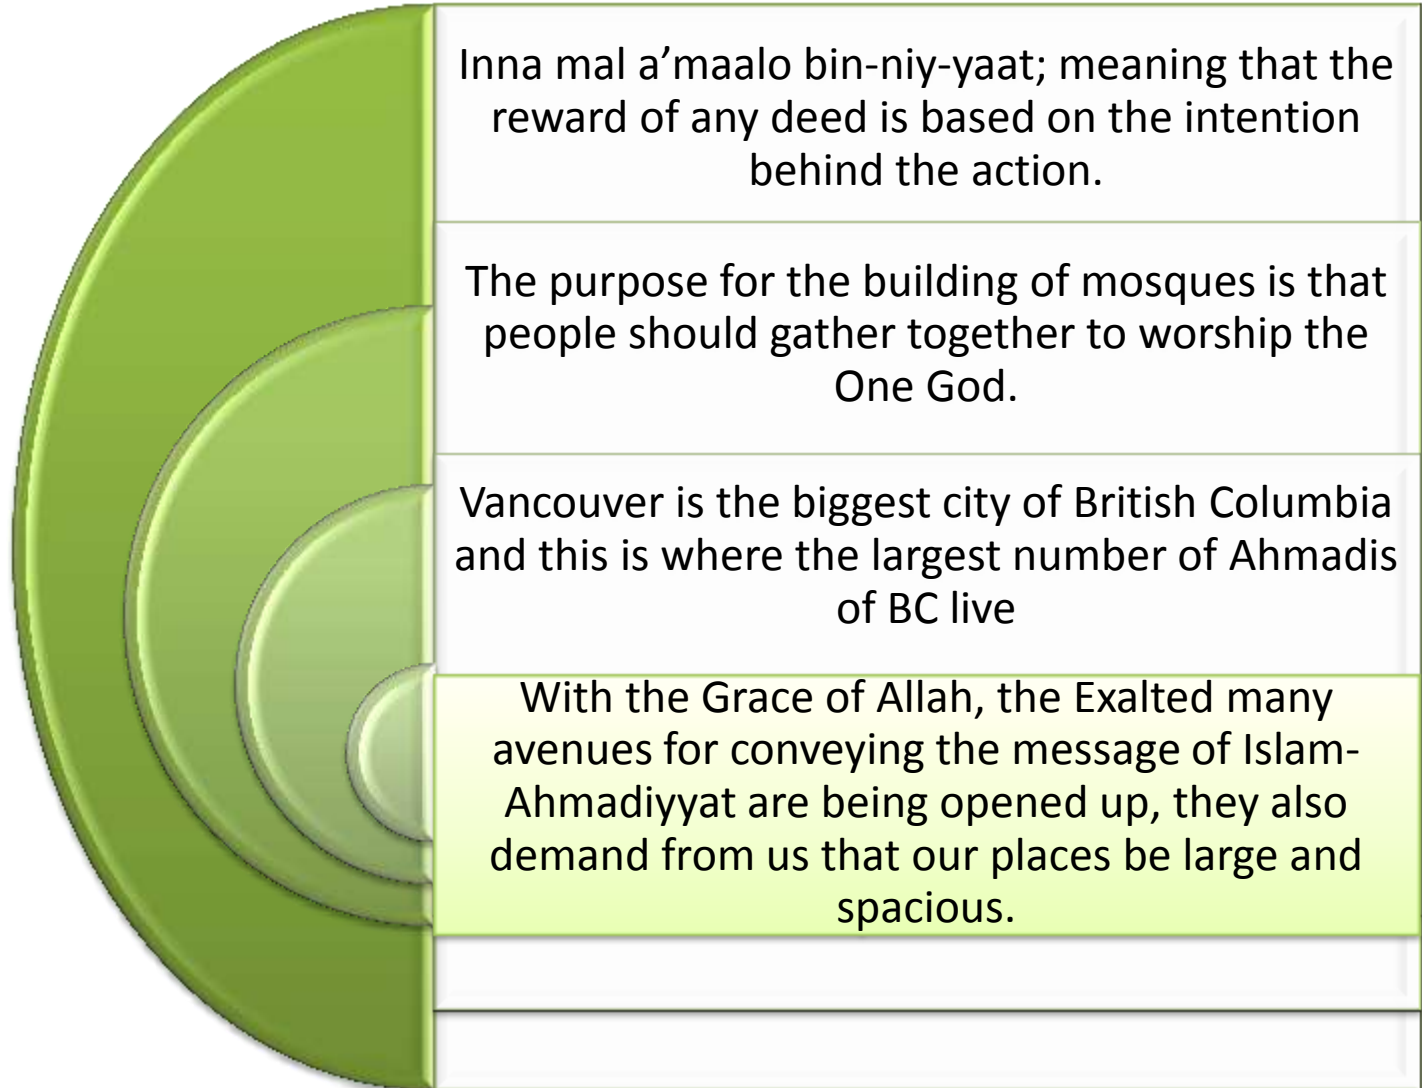 Inna mal a’maalo bin-niy-yaat; meaning that the
reward of any deed is based on the intention
behind the action.
The purpose for the building of mosques is that
people should gather together to worship the
One God.
Vancouver is the biggest city of British Columbia
and this is where the largest number of Ahmadis
of BC live
With the Grace of Allah, the Exalted many
avenues for conveying the message of Islam-
Ahmadiyyat are being opened up, they also
demand from us that our places be large and
spacious.